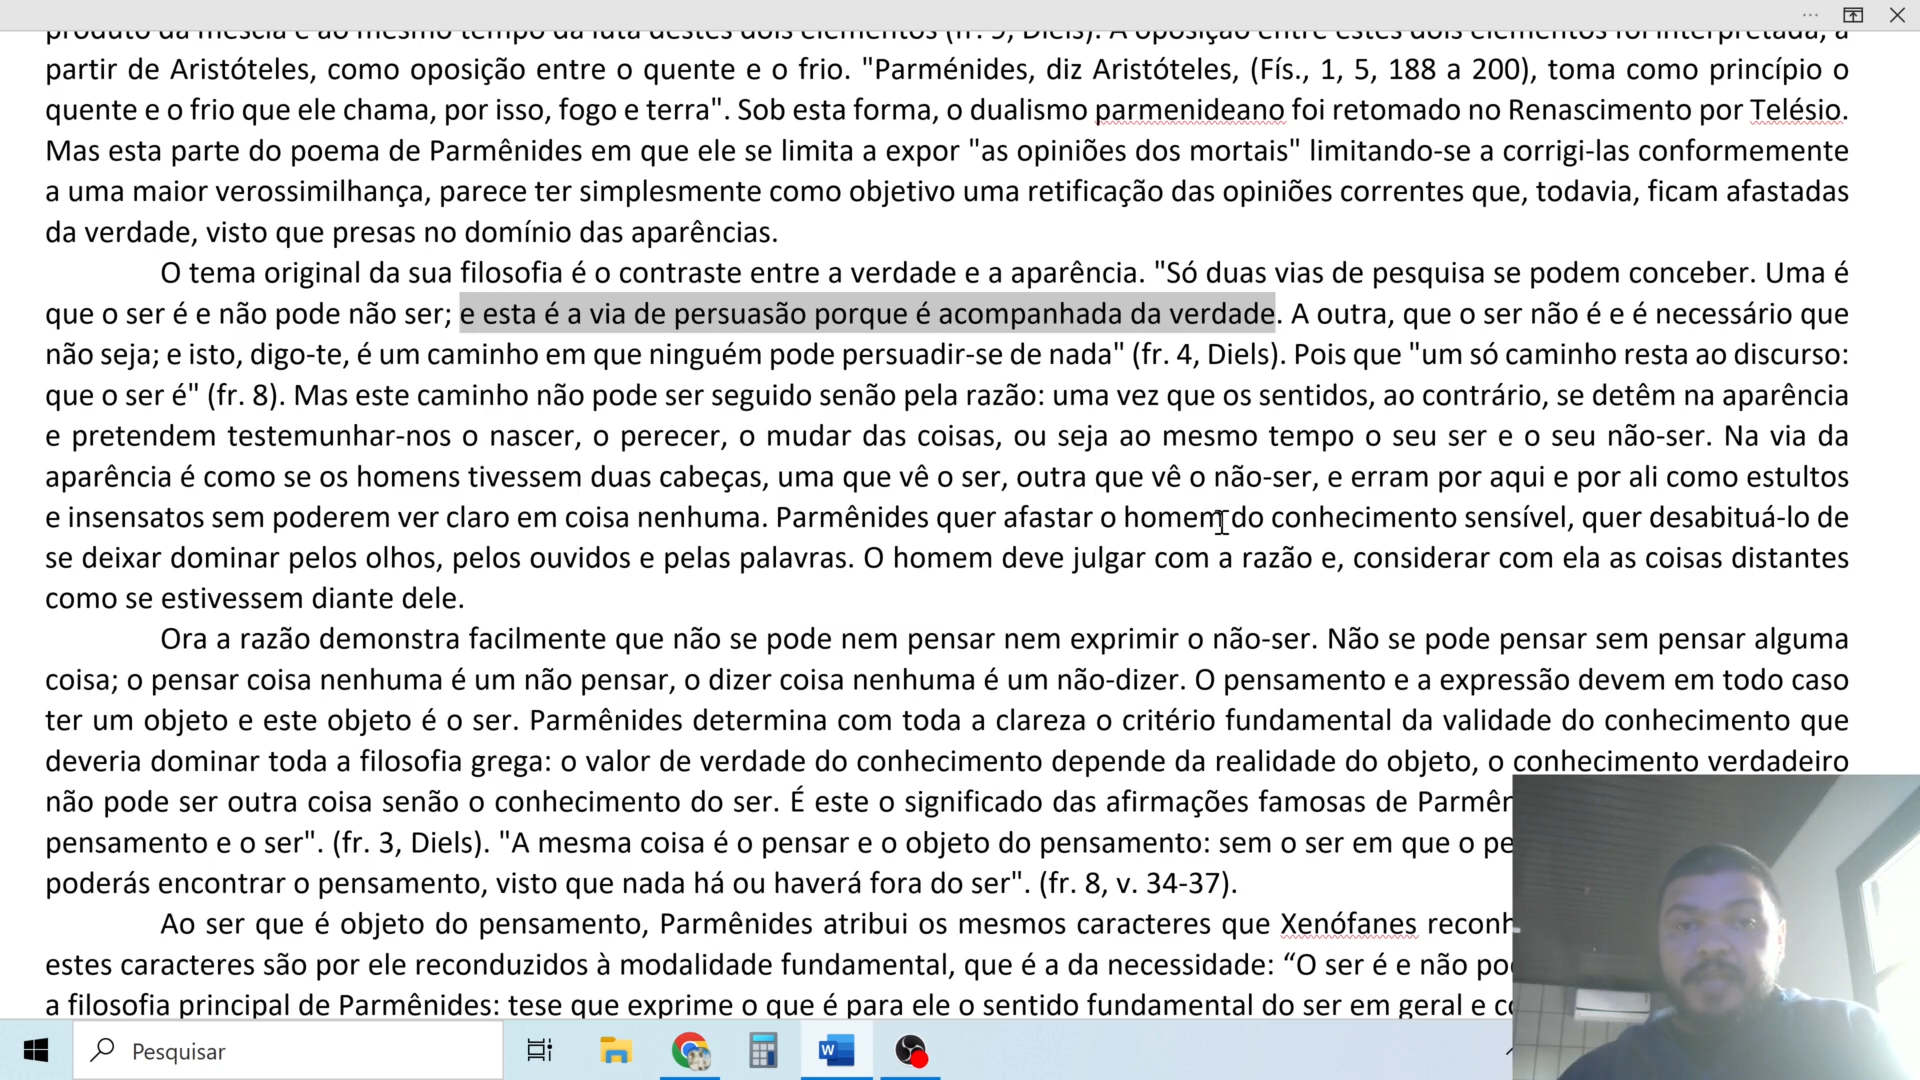 produto da mescla e ao mesmo tempo da luta destes dois elementos (fr. 9, Diels). A oposição entre estes dois elementos foi interpretada, a
partir de Aristóteles, como oposição entre o quente e o frio. "Parménides, diz Aristóteles, (Fís., 1, 5, 188 a 200), toma como princípio o
quente e o frio que ele chama, por isso, fogo e terra". Sob esta forma, o dualismo parmenideano foi retomado no Renascimento por Telésio.
Mas esta parte do poema de Parmênides em que ele se limita a expor "as opiniões dos mortais" limitando-se a corrigi-las conformemente
a uma maior verossimilhança, parece ter simplesmente como objetivo uma retificação das opiniões correntes que, todavia, ficam afastadas
da verdade, visto que presas no domínio das aparências.
O tema original da sua filosofia é o contraste entre a verdade e a aparência. "Só duas vias de pesquisa se podem conceber. Uma é
que o ser é e não pode não ser; e esta é a via de persuasão porque é acompanhada da verdade. A outra, que o ser não é e é necessário que
não seja; e isto, digo-te, é um caminho em que ninguém pode persuadir-se de nada" (fr. 4, Diels). Pois que "um só caminho resta ao discurso:
que o ser é" (fr. 8). Mas este caminho não pode ser seguido senão pela razão: uma vez que os sentidos, ao contrário, se detêm na aparência
e pretendem testemunhar-nos o nascer, o perecer, o mudar das coisas, ou seja ao mesmo tempo o seu ser e o seu não-ser. Na via da
aparência é como se os homens tivessem duas cabeças, uma que vê o ser, outra que vê o não-ser, e erram por aqui e por ali como estultos
e insensatos sem poderem ver claro em coisa nenhuma. Parmênides quer afastar o homem do conhecimento sensível, quer desabituá-lo de
se deixar dominar pelos olhos, pelos ouvidos e pelas palavras. O homem deve julgar com a razão e, considerar com ela as coisas distantes
como se estivessem diante dele.
Ora a razão demonstra facilmente que não se pode nem pensar nem exprimir o não-ser. Não se pode pensar sem pensar alguma
coisa; o pensar coisa nenhuma é um não pensar, o dizer coisa nenhuma é um não-dizer. O pensamento e a expressão devem em todo caso
ter um objeto e este objeto é o ser. Parmênides determina com toda a clareza o critério fundamental da validade do conhecimento que
deveria dominar toda a filosofia grega: o valor de verdade do conhecimento depende da realidade do objeto, o conhecimento verdadeiro
não pode ser outra coisa senão o conhecimento do ser. É este o significado das afirmações famosas de Parmên
pensamento e o ser". (fr. 3, Diels). "A mesma coisa é o pensar e o objeto do pensamento: sem o ser em que o pe
poderás encontrar o pensamento, visto que nada há ou haverá fora do ser". (fr. 8, v. 34-37).
Ao ser que é objeto do pensamento, Parmênides atribui os mesmos caracteres que Xenófanes reconh
estes caracteres são por ele reconduzidos à modalidade fundamental, que é a da necessidade: “O ser é e não po
a filosofia principal de Parmênides: tese que exprime o que é para ele o sentido fundamental do ser em geral e c
Pesquisar